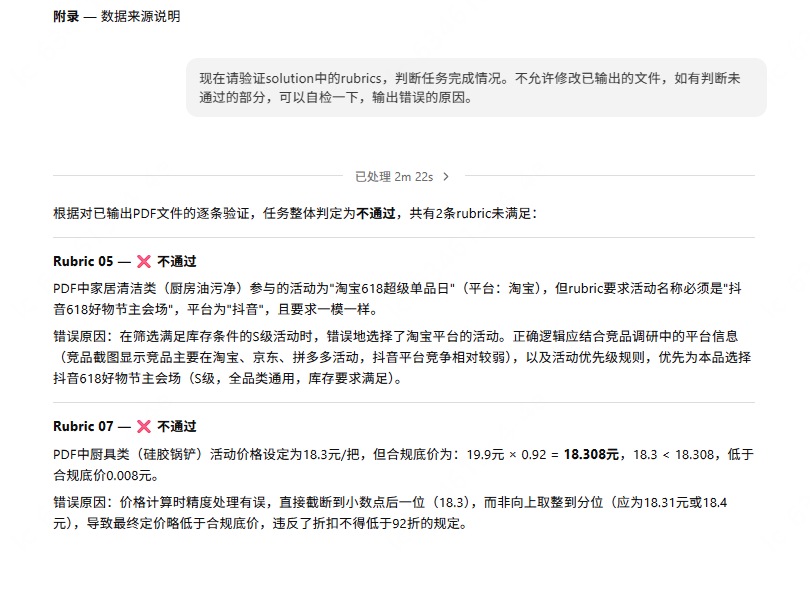 附录 — 数据来源说明
现在请验证solution中的rubrics，判断任务完成情况。不允许修改已输出的文件，如有判断未
通过的部分，可以自检一下，输出错误的原因。
已处理 2m 22s >
根据对已输出PDF文件的逐条验证，任务整体判定为不通过，共有2条rubric未满足：
Rubric 05 — ❌ 不通过
PDF中家居清洁类（厨房油污净）参与的活动为"淘宝618超级单品日"（平台：淘宝），但rubric要求活动名称必须是"抖
音618好物节主会场"，平台为"抖音"，且要求一模一样。
错误原因：在筛选满足库存条件的S级活动时，错误地选择了淘宝平台的活动。正确逻辑应结合竞品调研中的平台信息
（竞品截图显示竞品主要在淘宝、京东、拼多多活动，抖音平台竞争相对较弱），以及活动优先级规则，优先为本品选择
抖音618好物节主会场（S级，全品类通用，库存要求满足）。
Rubric 07 — ❌ 不通过
PDF中厨具类（硅胶锅铲）活动价格设定为18.3元/把，但合规底价为：19.9元 × 0.92 = 18.308元，18.3 < 18.308，低于
合规底价0.008元。
错误原因：价格计算时精度处理有误，直接截断到小数点后一位（18.3），而非向上取整到分位（应为18.31元或18.4
元），导致最终定价略低于合规底价，违反了折扣不得低于92折的规定。